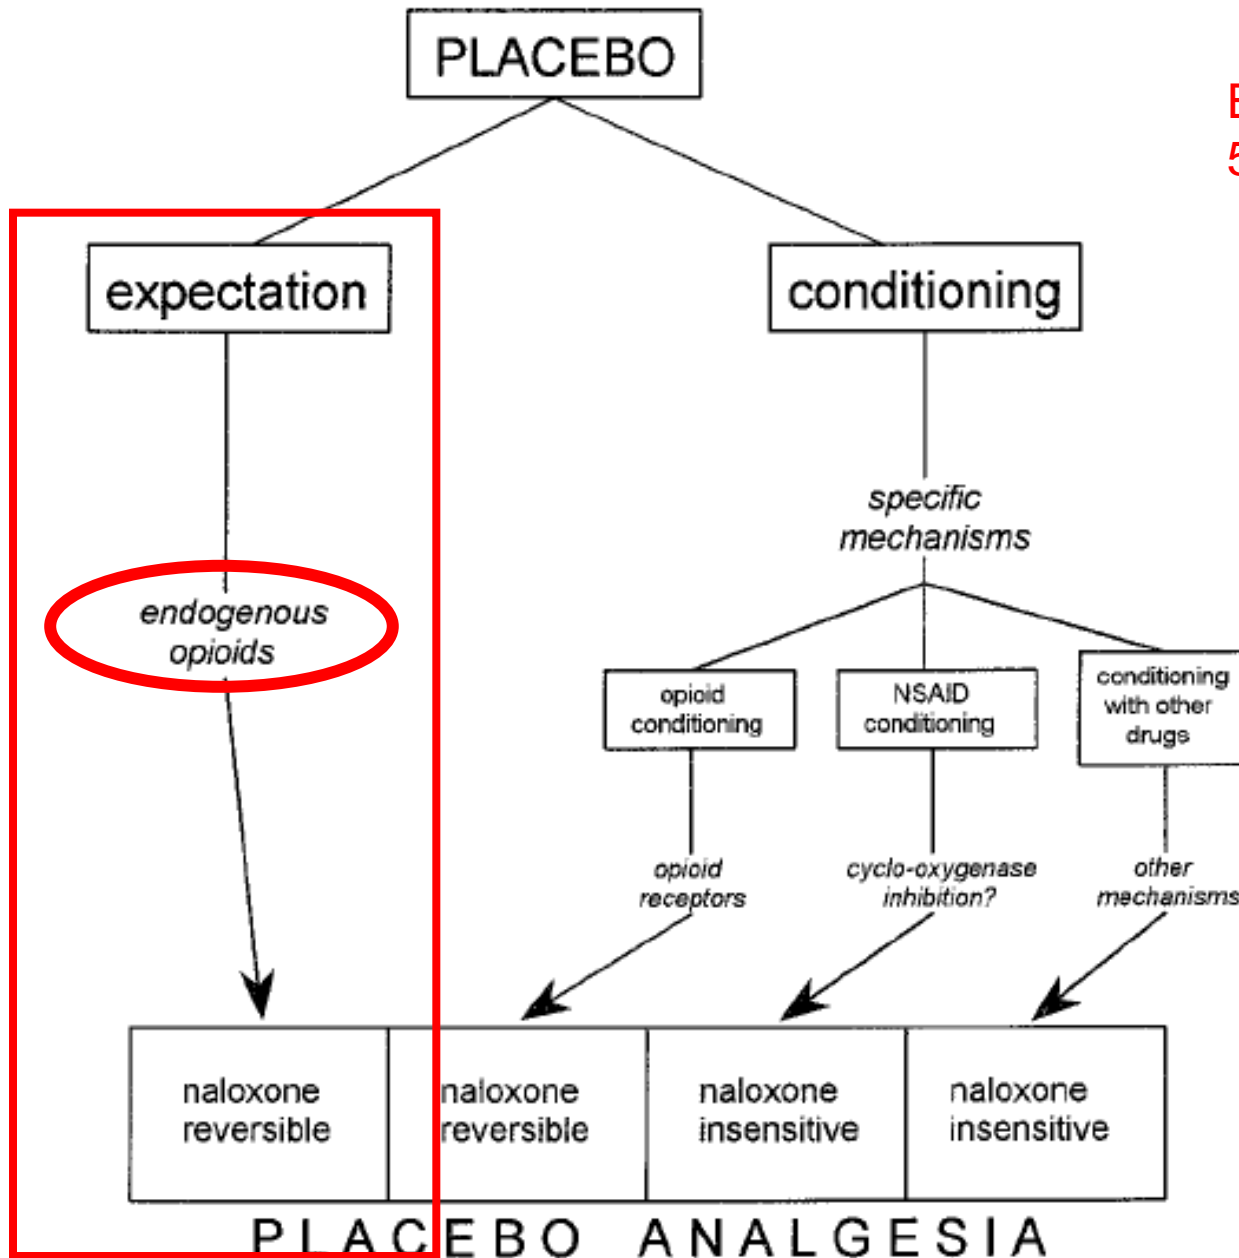 PLACEBO
expectation
conditioning
specific
mechanisms
endogenous
opioids
opioid
conditioning
NSAID
conditioning
conditioning
with other
drugs
opioid
receptors
cyclo-oxygenase
inhibition?
other
mechanisms
naloxone
reversible
naloxone
reversible
naloxone
insensitive
naloxone
insensitive
PLACEBO ANALGESIA